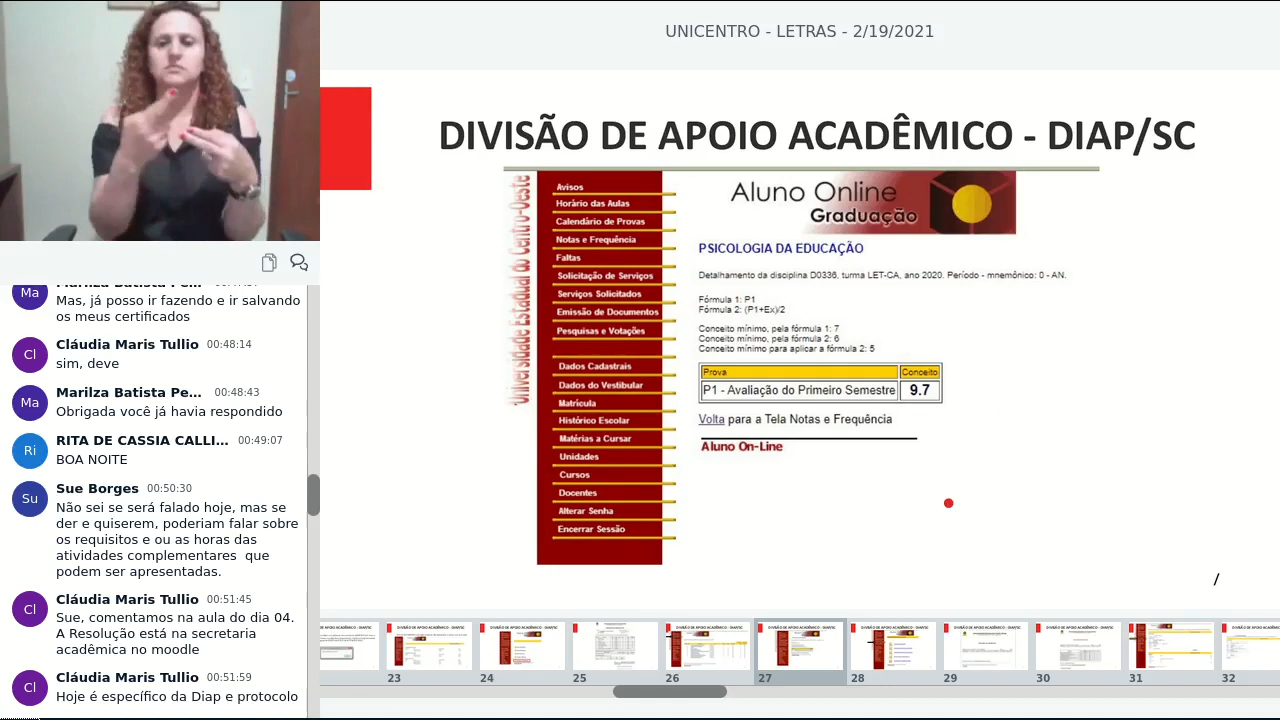 UNICENTRO - LETRAS - 2/19/2021
DIVISÃO DE APOIO ACADÊMICO - DIAP/SC
Universidade Estadual do Centro-Oeste
Avisos
Horário das Aulas
Calendário de Provas
Notas e Frequência
Faltas
Solicitação de Serviços
Serviços Solicitados
Emissão de Documentos
Pesquisas e Votações
Dados Cadastrais
Dados do Vestibular
Matrícula
Histórico Escolar
Matérias a Cursar
Unidades
Cursos
Docentes
Alterar Senha
Encerrar Sessão
Aluno Online
Graduação
PSICOLOGIA DA EDUCAÇÃO
Detalhamento da disciplina D0336, turma LET-CA, ano 2020. Período - mnemônico: 0 - AN.
Fórmula 1: P1
Fórmula 2: (P1+Ex)/2
Conceito mínimo, pela fórmula 1: 7
Conceito mínimo, pela fórmula 2: 6
Conceito mínimo para aplicar a fórmula 2: 5
Prova Conceito
P1 - Avaliação do Primeiro Semestre 9.7
Volta para a Tela Notas e Frequência
Aluno On-Line
/
Ma
Mas, já posso ir fazendo e ir salvando
os meus certificados
Cl
Cláudia Maris Tullio 00:48:14
sim, deve
Ma
Marilza Batista Pe... 00:48:43
Obrigada você já havia respondido
Ri
RITA DE CASSIA CALLI... 00:49:07
BOA NOITE
Su
Sue Borges 00:50:30
Não sei se será falado hoje, mas se
der e quiserem, poderiam falar sobre
os requisitos e ou as horas das
atividades complementares que
podem ser apresentadas.
Cl
Cláudia Maris Tullio 00:51:45
Sue, comentamos na aula do dia 04.
A Resolução está na secretaria
acadêmica no moodle
Cl
Cláudia Maris Tullio 00:51:59
Hoje é específico da Diap e protocolo
23 24 25 26 27 28 29 30 31 32